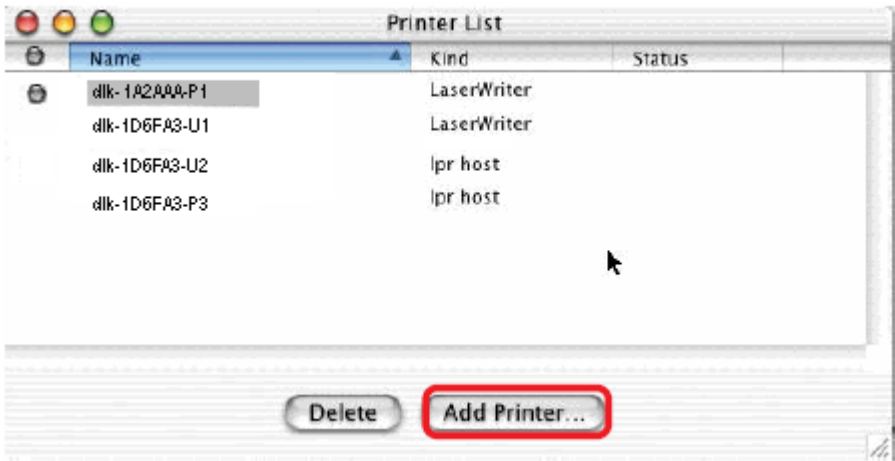 Printer List
Name Kind Status
dlk-1A2AAA-P1 LaserWriter
dlk-1D6FA3-U1 LaserWriter
dlk-1D6FA3-U2 lpr host
dlk-1D6FA3-P3 lpr host
Delete Add Printer...